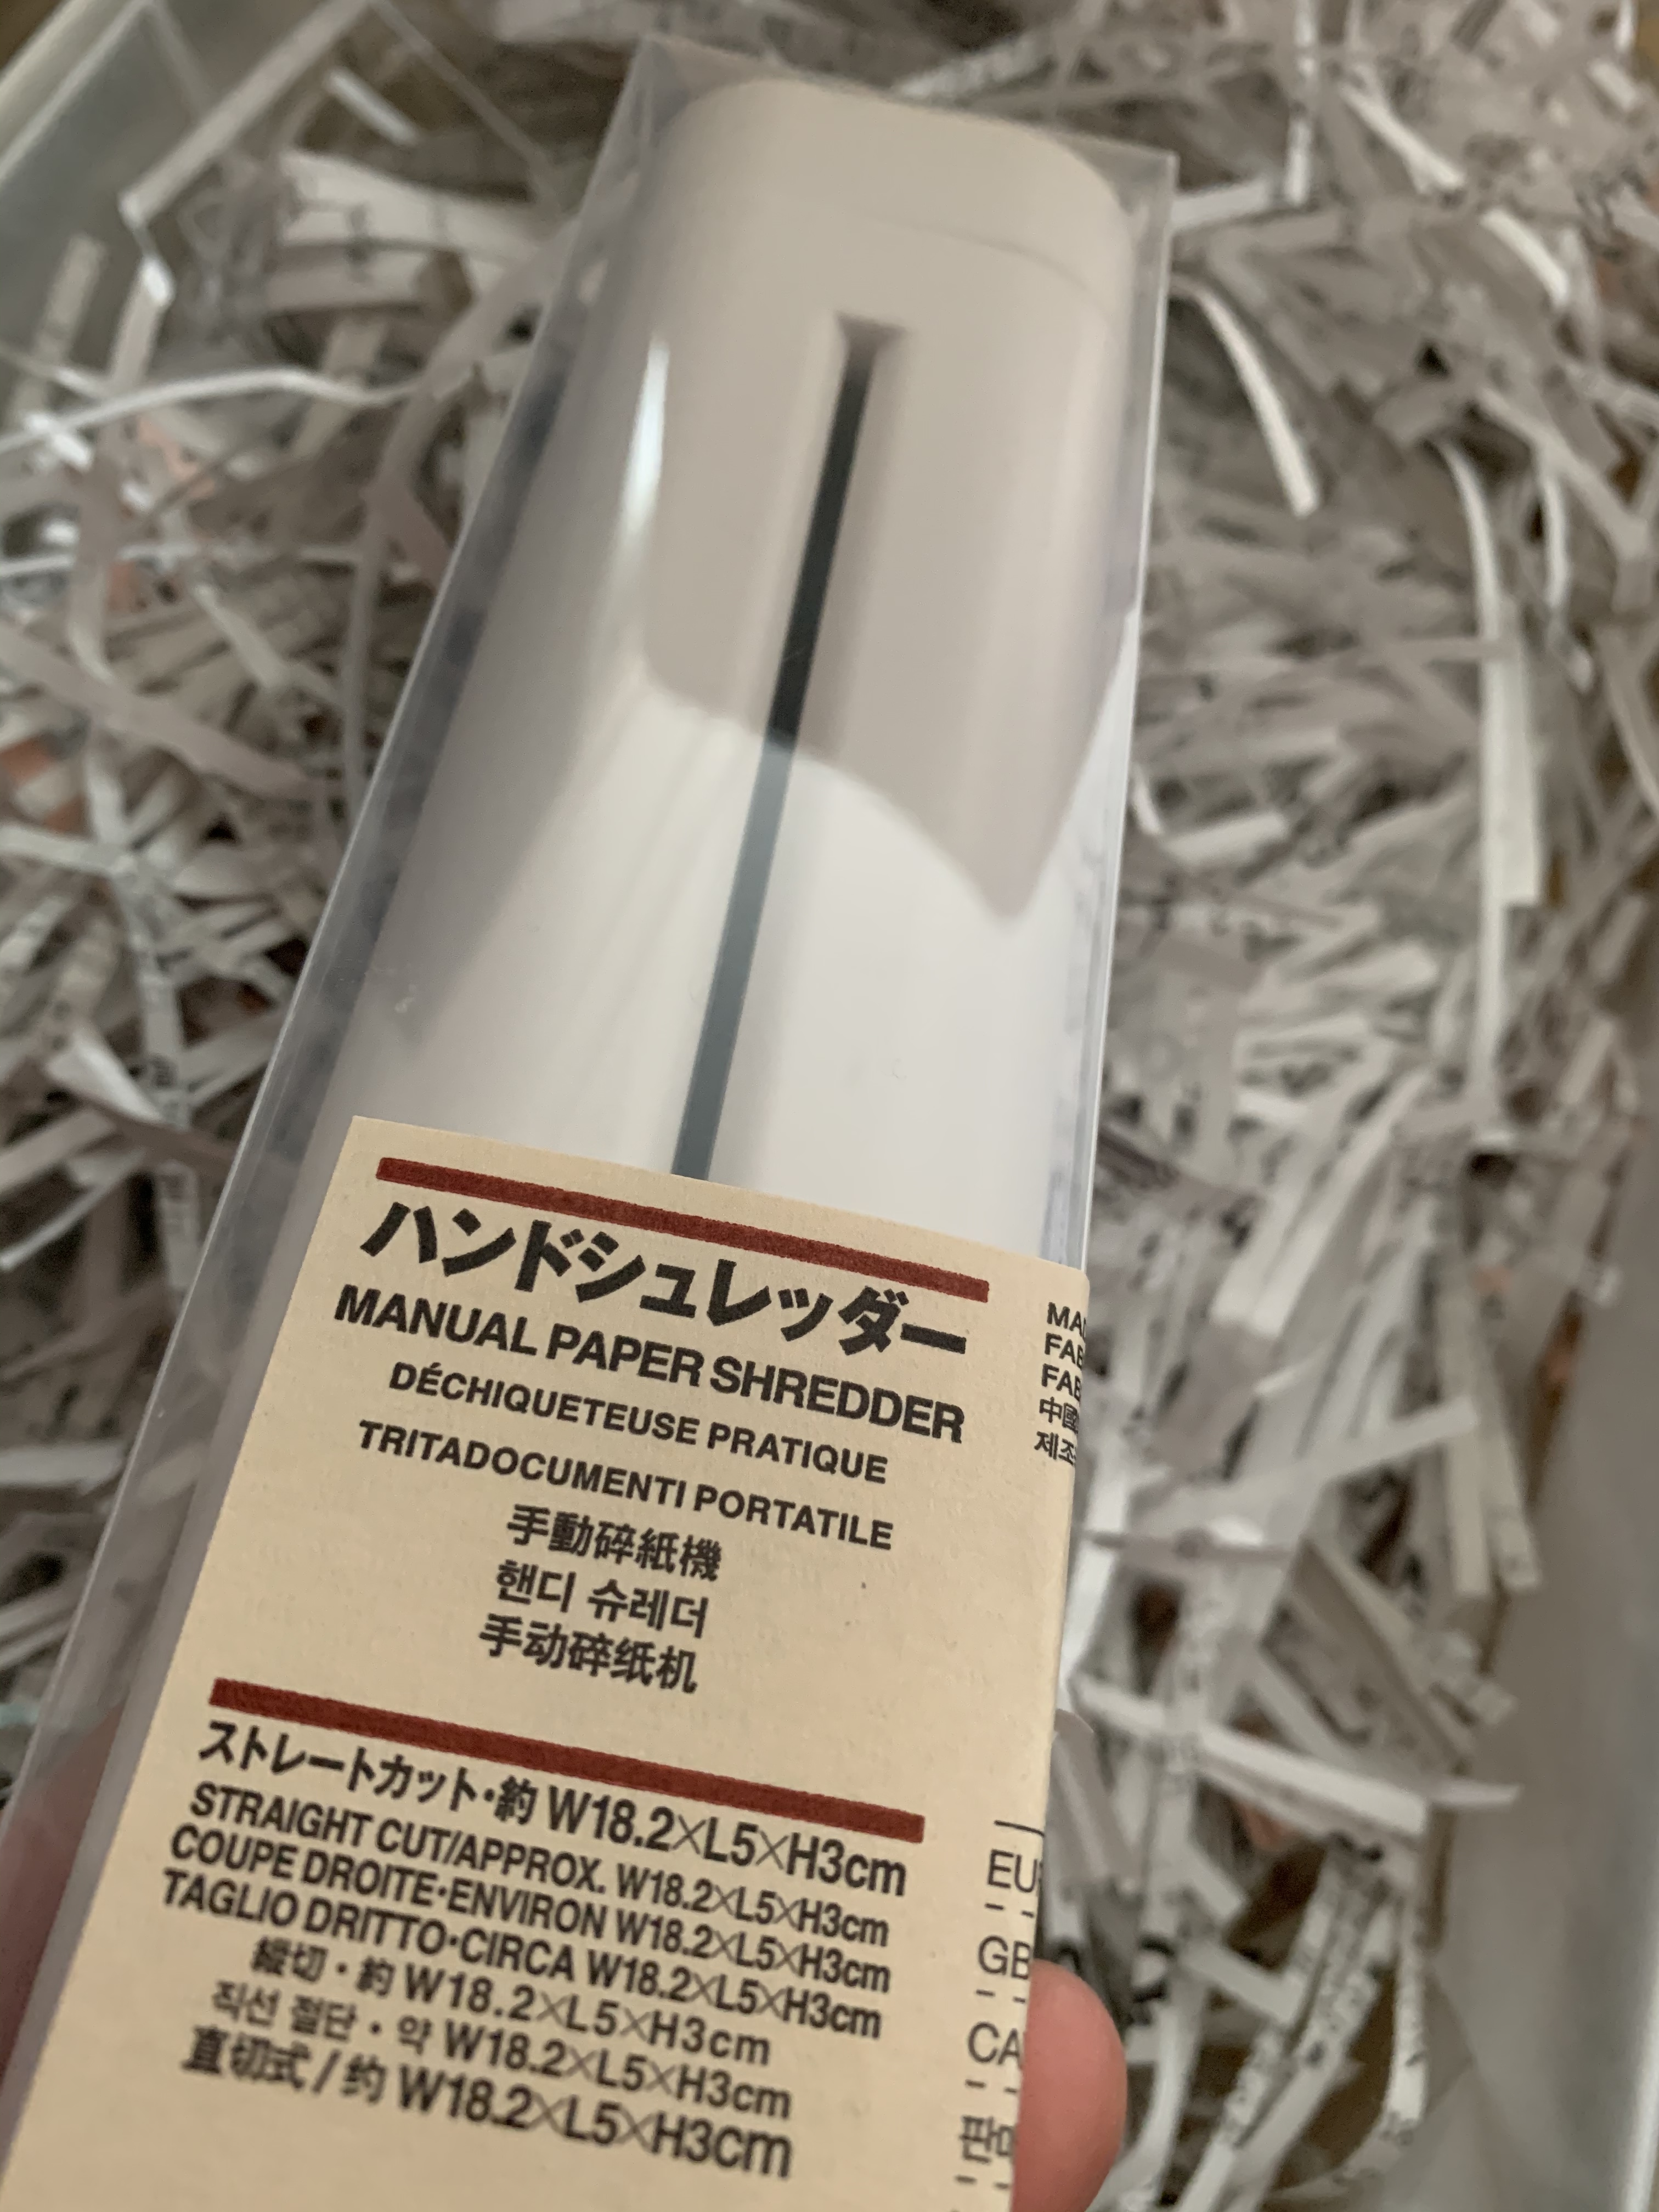 ハンドシュレッダー
MANUAL PAPER SHREDDER
DÉCHIQUETEUSE PRATIQUE
TRITADOCUMENTI PORTATILE
手動碎紙機
핸디 슈레더
手动碎纸机
ストレートカット・約 W18.2×L5×H3cm
STRAIGHT CUT/APPROX. W18.2×L5×H3cm
COUPE DROITE・ENVIRON W18.2×L5×H3cm
TAGLIO DRITTO・CIRCA W18.2×L5×H3cm
縱切・約 W18.2×L5×H3cm
직선 절단・약 W18.2×L5×H3cm
直切式/约 W18.2×L5×H3cm
EU
GB
CA